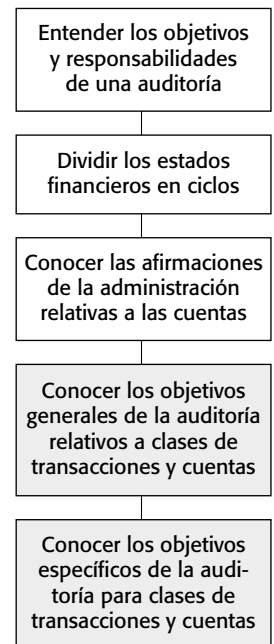 Entender los objetivos
y responsabilidades
de una auditoría
Dividir los estados
financieros en ciclos
Conocer las afirmaciones
de la administración
relativas a las cuentas
Conocer los objetivos
generales de la auditoría
relativos a clases de
transacciones y cuentas
Conocer los objetivos
específicos de la audi-
toría para clases de
transacciones y cuentas